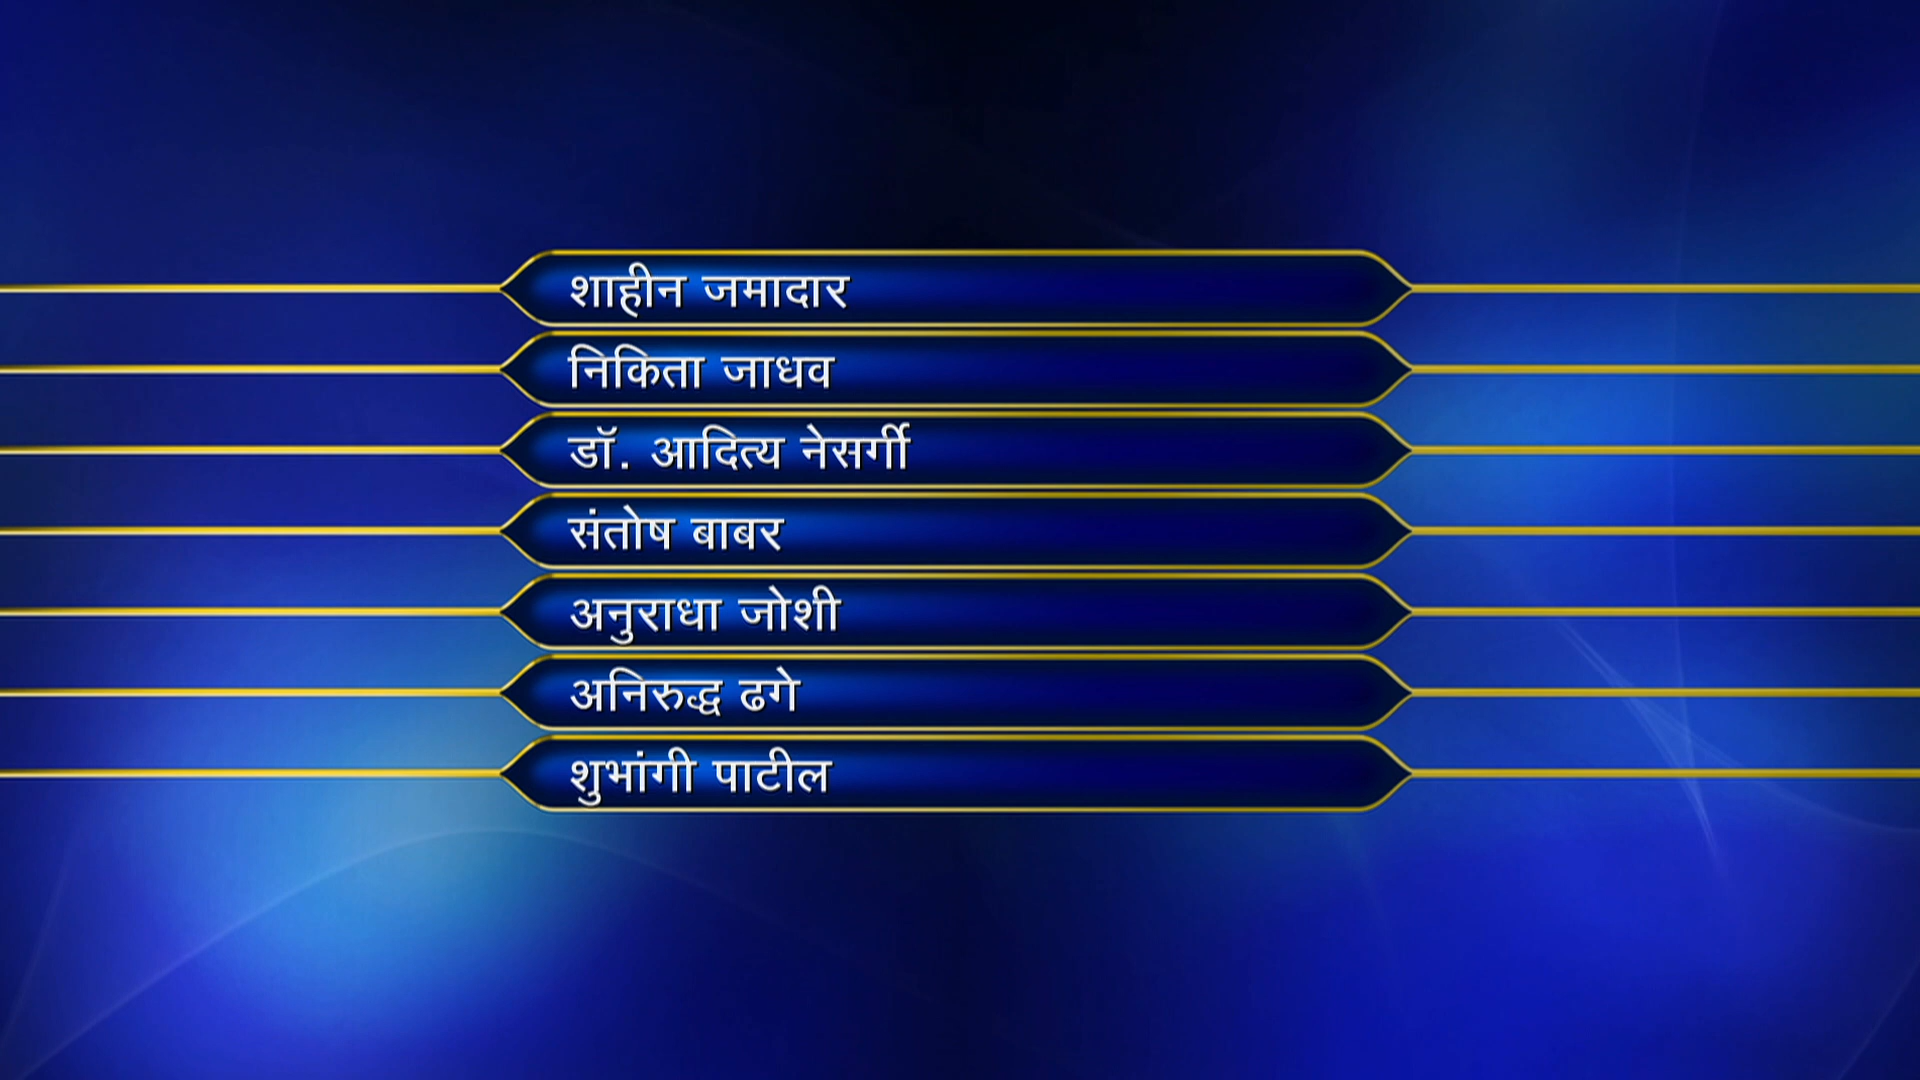 शाहीन जमादार
निकिता जाधव
डॉ. आदित्य नेसर्गी
संतोष बाबर
अनुराधा जोशी
अनिरुद्ध ढगे
शुभांगी पाटील